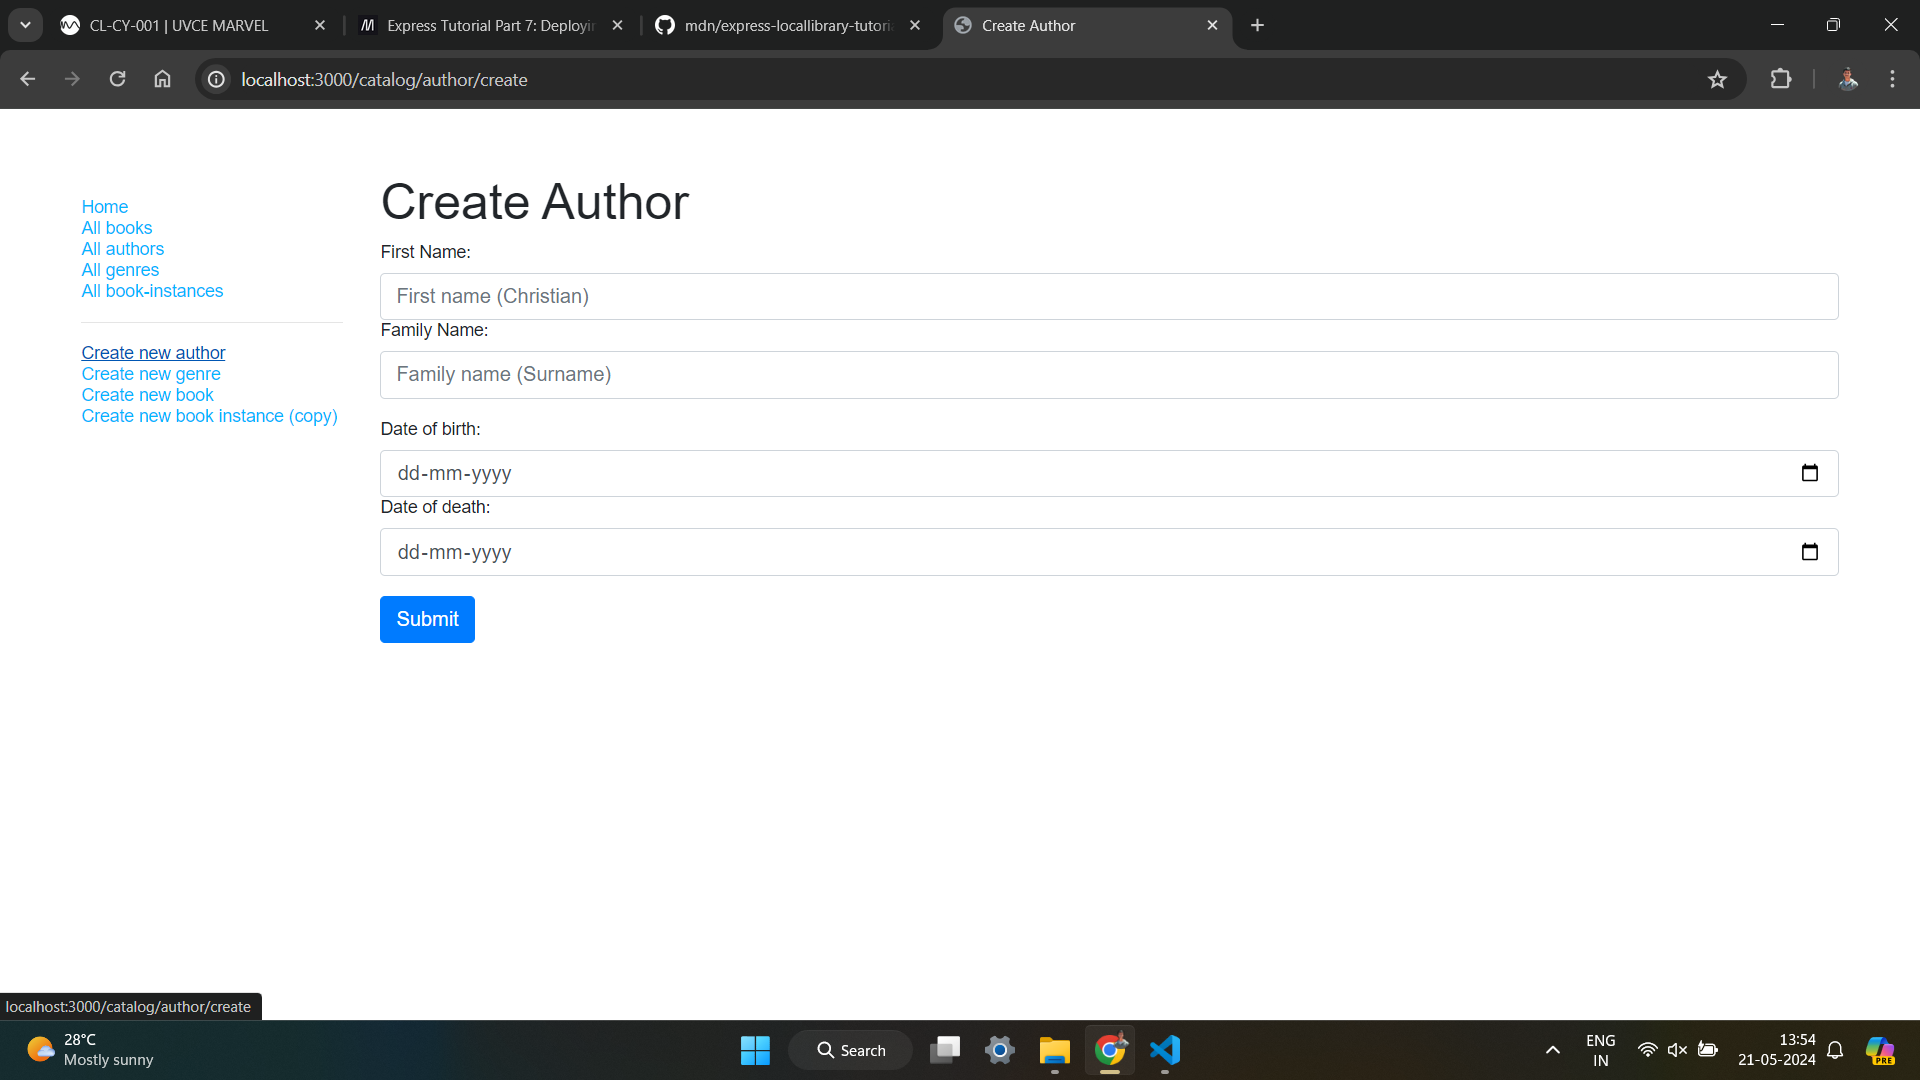 CL-CY-001 | UVCE MARVEL
Express Tutorial Part 7: Deployin
mdn/express-locallibrary-tutoria
Create Author
localhost:3000/catalog/author/create
Home
All books
All authors
All genres
All book-instances
Create new author
Create new genre
Create new book
Create new book instance (copy)
Create Author
First Name:
First name (Christian)
Family Name:
Family name (Surname)
Date of birth:
dd-mm-yyyy
Date of death:
dd-mm-yyyy
Submit
localhost:3000/catalog/author/create
28°C
Mostly sunny
Search
ENG
IN
13:54
21-05-2024
PRE